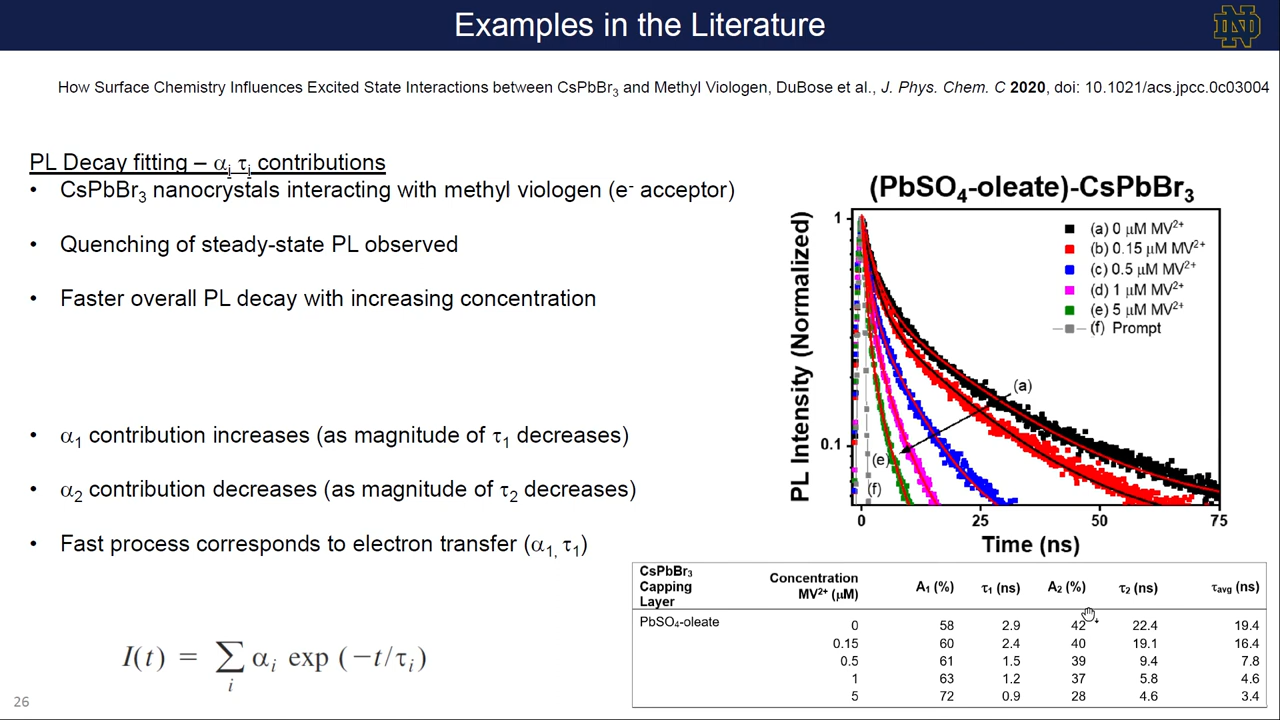 Examples in the Literature
How Surface Chemistry Influences Excited State Interactions between CsPbBr3 and Methyl Viologen, DuBose et al., J. Phys. Chem. C 2020, doi: 10.1021/acs.jpcc.0c03004
PL Decay fitting – αi τi contributions
• CsPbBr3 nanocrystals interacting with methyl viologen (e- acceptor)
• Quenching of steady-state PL observed
• Faster overall PL decay with increasing concentration
• α1 contribution increases (as magnitude of τ1 decreases)
• α2 contribution decreases (as magnitude of τ2 decreases)
• Fast process corresponds to electron transfer (α1, τ1)
I(t) = ∑ αi exp (−t/τi)
i
26
(PbSO4-oleate)-CsPbBr3
PL Intensity (Normalized)
1
0.1
(a) 0 μM MV2+
(b) 0.15 μM MV2+
(c) 0.5 μM MV2+
(d) 1 μM MV2+
(e) 5 μM MV2+
(f) Prompt
(a)
(e)
(f)
0 25 50 75
Time (ns)
CsPbBr3 Capping Layer Concentration MV2+ (μM) A1 (%) τ1 (ns) A2 (%) τ2 (ns) τavg (ns)
PbSO4-oleate 0 58 2.9 42 22.4 19.4
0.15 60 2.4 40 19.1 16.4
0.5 61 1.5 39 9.4 7.8
1 63 1.2 37 5.8 4.6
5 72 0.9 28 4.6 3.4
ND